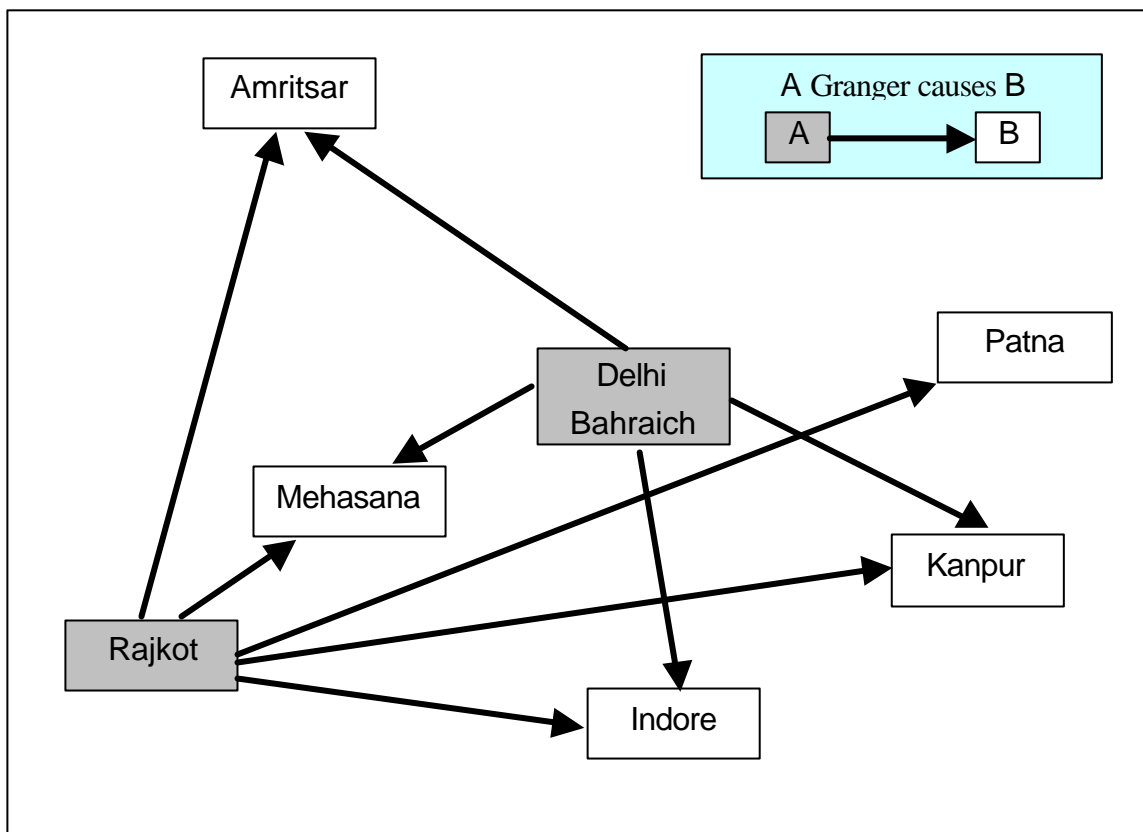 Amritsar
A Granger causes B
A
B
Patna
Delhi
Bahraich
Mehasana
Kanpur
Rajkot
Indore